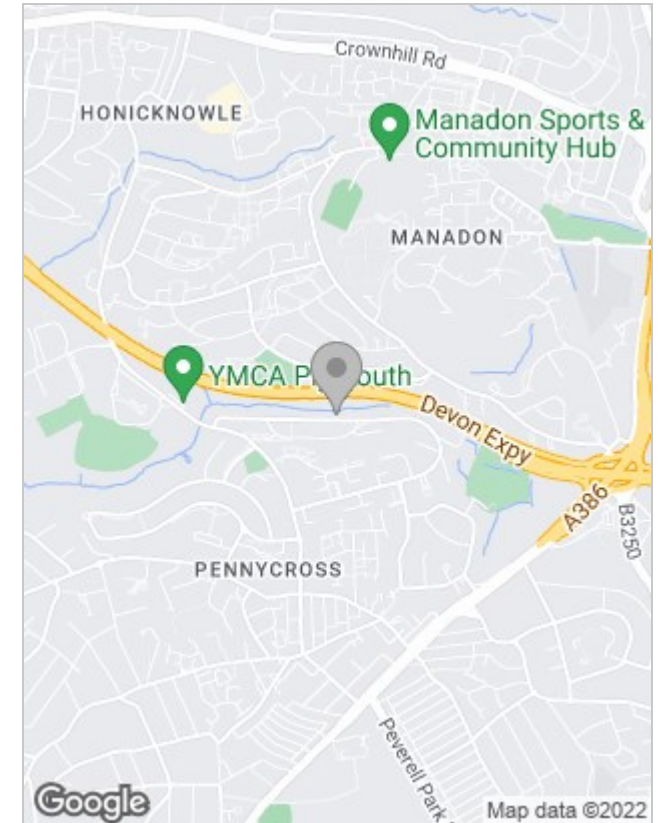 Crownhill Rd
HONICKNOWLE
Manadon Sports &
Community Hub
MANADON
YMCA Pl outh
Devon Expy
A386
B3250
PENNYCROSS
Peverell Park
Google
Map data ©2022